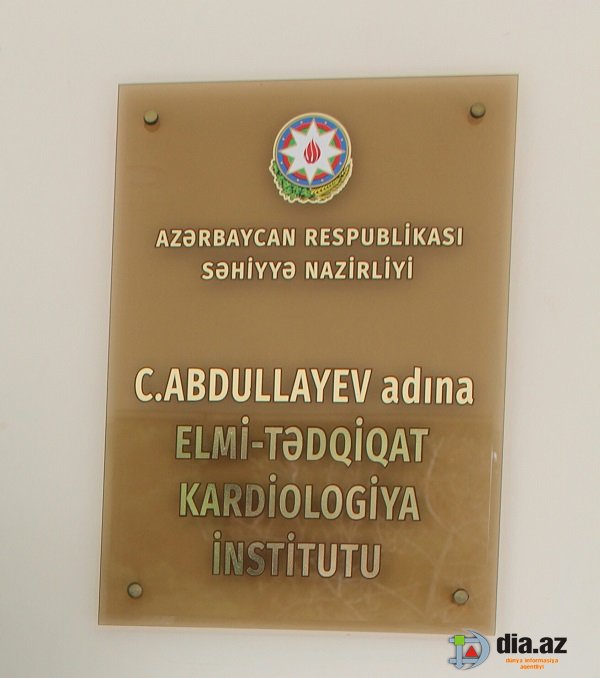 AZƏRBAYCAN RESPUBLİKASI
SƏHİYYƏ NAZİRLİYİ
C.ABDULLAYEV adına
ELMİ-TƏDQİQAT
KARDİOLOGİYA
İNSTİTUTU
dia.az
dünya informasiya
agentliyi